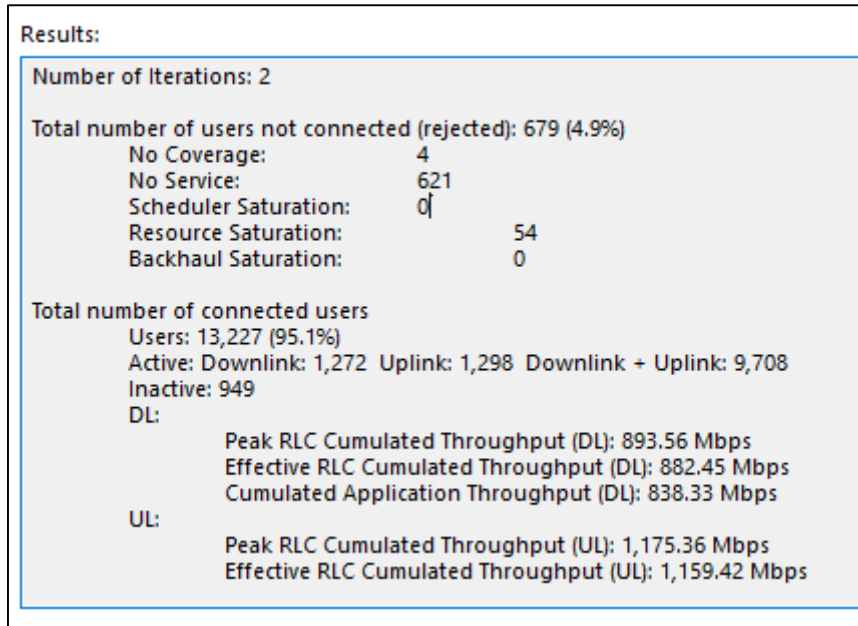 Results:
Number of Iterations: 2
Total number of users not connected (rejected): 679 (4.9%)
No Coverage: 4
No Service: 621
Scheduler Saturation: 0
Resource Saturation: 54
Backhaul Saturation: 0
Total number of connected users
Users: 13,227 (95.1%)
Active: Downlink: 1,272 Uplink: 1,298 Downlink + Uplink: 9,708
Inactive: 949
DL:
Peak RLC Cumulated Throughput (DL): 893.56 Mbps
Effective RLC Cumulated Throughput (DL): 882.45 Mbps
Cumulated Application Throughput (DL): 838.33 Mbps
UL:
Peak RLC Cumulated Throughput (UL): 1,175.36 Mbps
Effective RLC Cumulated Throughput (UL): 1,159.42 Mbps